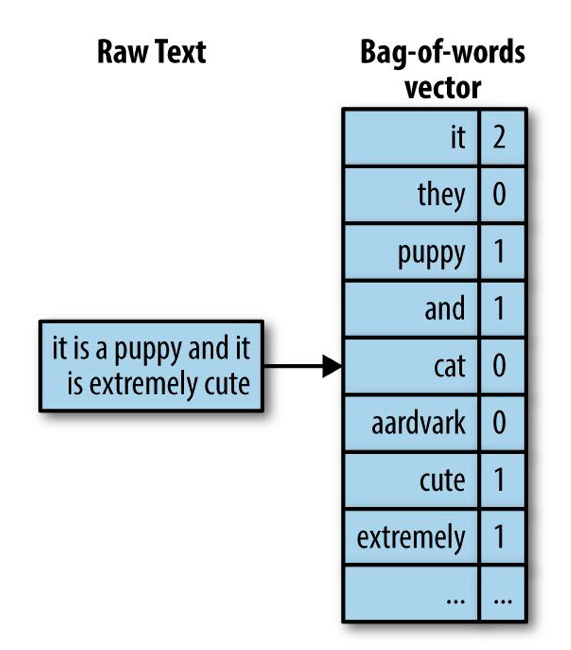 Raw Text
Bag-of-words
vector
it is a puppy and it
is extremely cute
it 2
they 0
puppy 1
and 1
cat 0
aardvark 0
cute 1
extremely 1
... ...